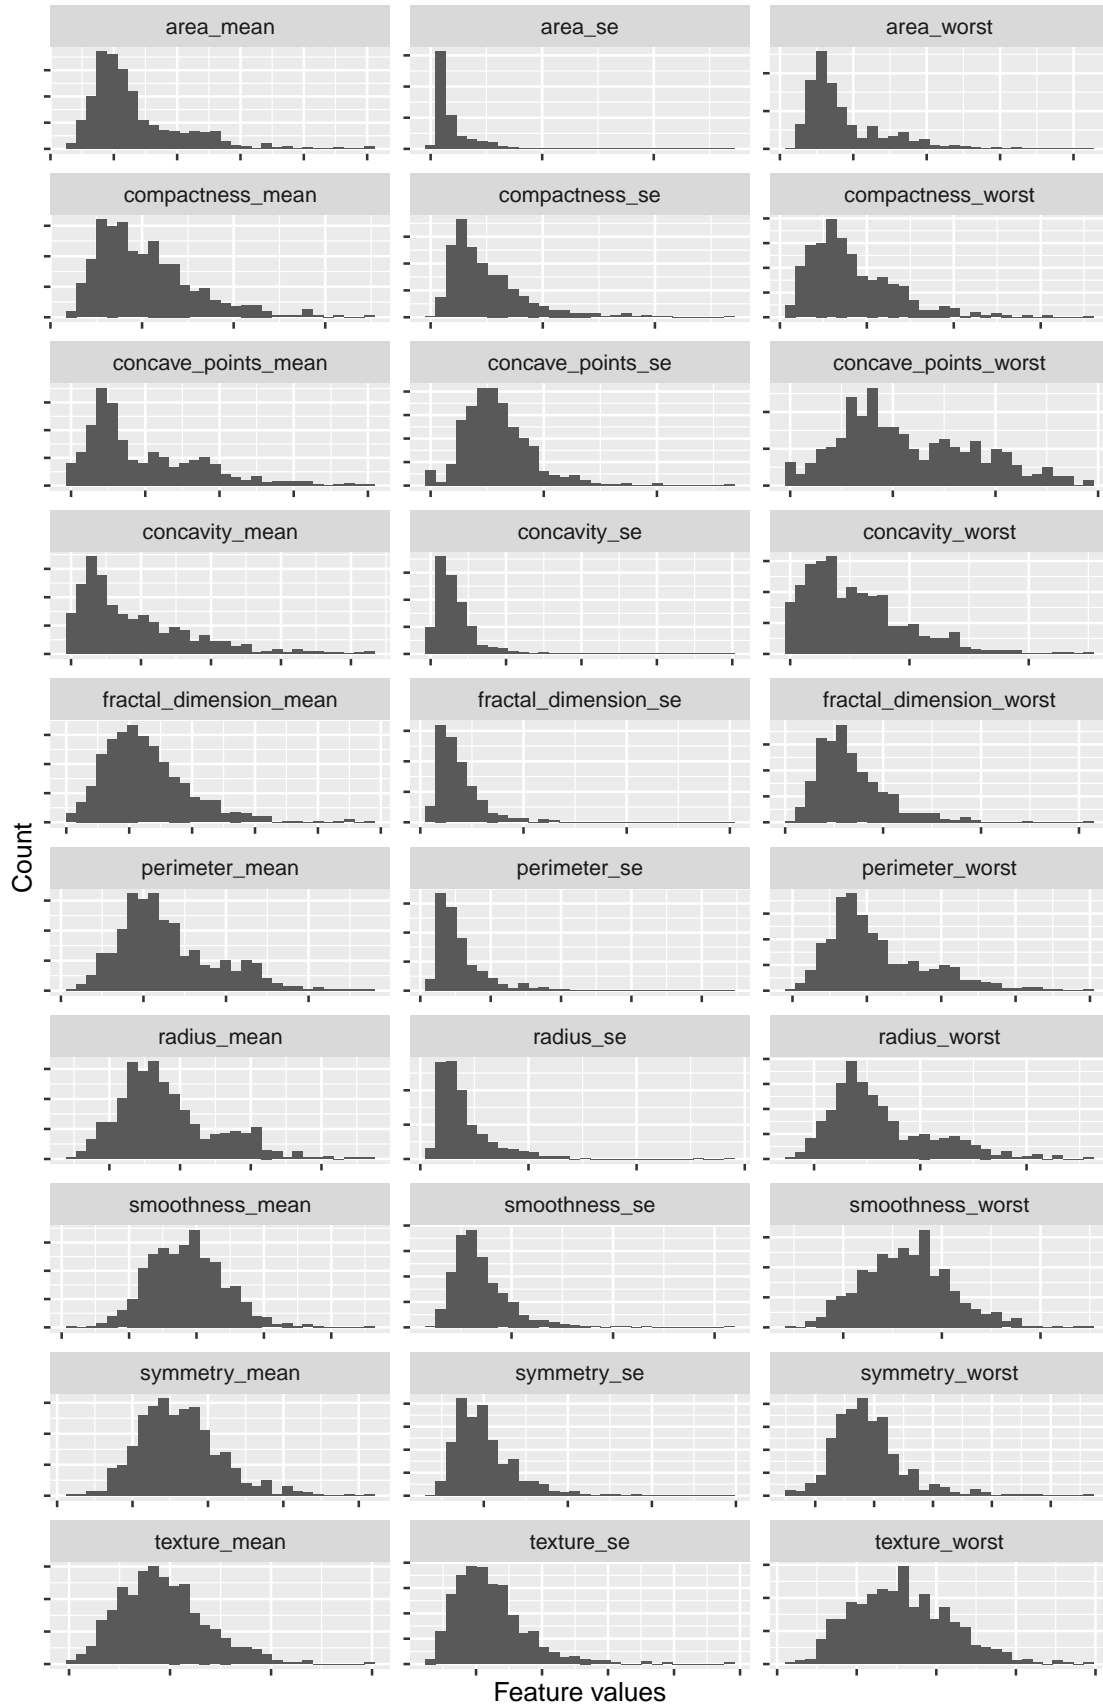 area_mean
area_se
area_worst
compactness_mean
compactness_se
compactness_worst
concave_points_mean
concave_points_se
concave_points_worst
concavity_mean
concavity_se
concavity_worst
fractal_dimension_mean
fractal_dimension_se
fractal_dimension_worst
perimeter_mean
perimeter_se
perimeter_worst
radius_mean
radius_se
radius_worst
smoothness_mean
smoothness_se
smoothness_worst
symmetry_mean
symmetry_se
symmetry_worst
texture_mean
texture_se
texture_worst
Count
Feature values